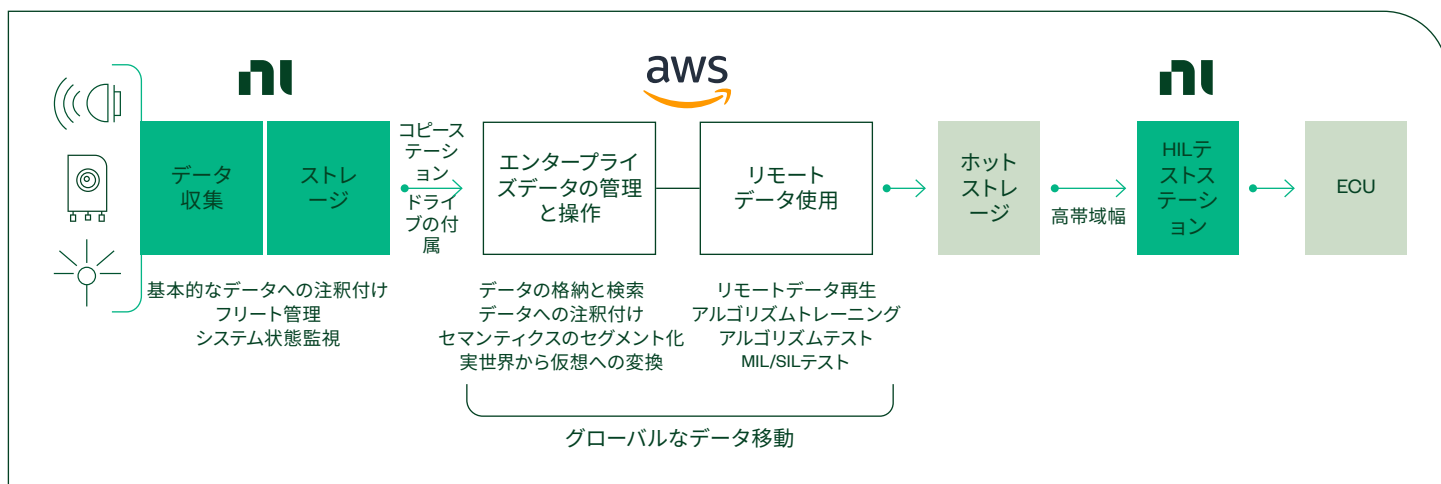 ni
aws
ni
データ
収集
ストレ
ージ
コピース
テーショ
ン
ドライ
ブの付
属
エンタープライ
ズデータの管理
と操作
リモート
データ使用
ホット
ストレ
ージ
高帯域幅
HILテ
ストス
テーシ
ョン
ECU
基本的なデータへの注釈付け
フリート管理
システム状態監視
データの格納と検索
データへの注釈付け
セマンティクスのセグメント化
実世界から仮想への変換
リモートデータ再生
アルゴリズムトレーニング
アルゴリズムテスト
MIL/SILテスト
グローバルなデータ移動